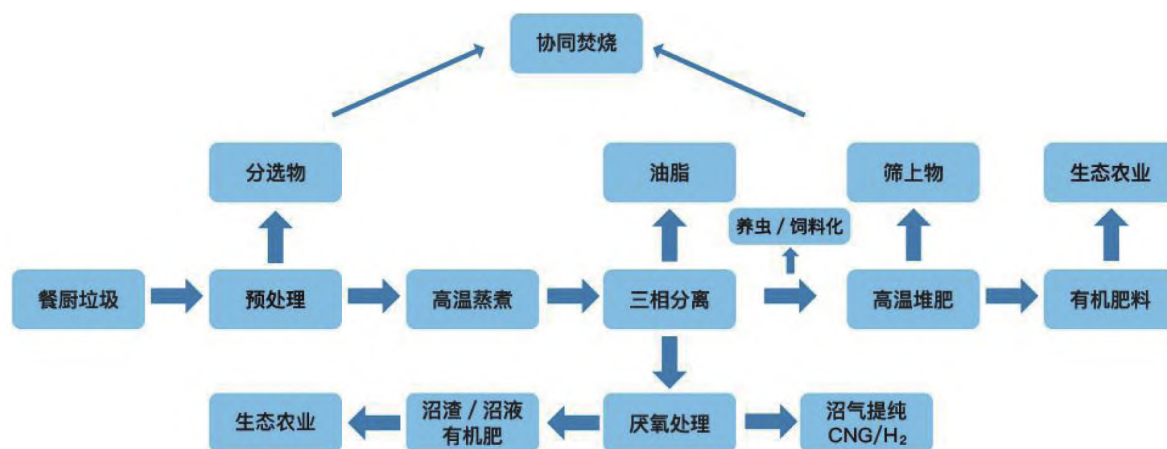 协同焚烧
分选物
油脂
筛上物
生态农业
养虫 / 饲料化
餐厨垃圾
预处理
高温蒸煮
三相分离
高温堆肥
有机肥料
生态农业
沼渣 / 沼液
有机肥
厌氧处理
沼气提纯
CNG/H₂